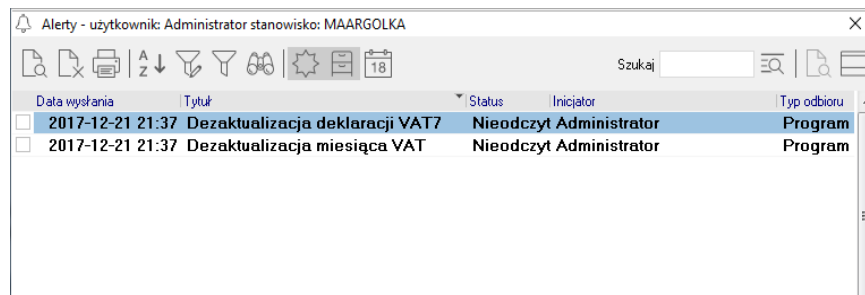 Alerty - użytkownik: Administrator stanowisko: MAARGOLKA
A Z 18 Szukaj
Data wysłania Tytuł Status Inicjator Typ odbioru
2017-12-21 21:37 Dezaktualizacja deklaracji VAT7 Nieodczyt Administrator Program
2017-12-21 21:37 Dezaktualizacja miesiąca VAT Nieodczyt Administrator Program